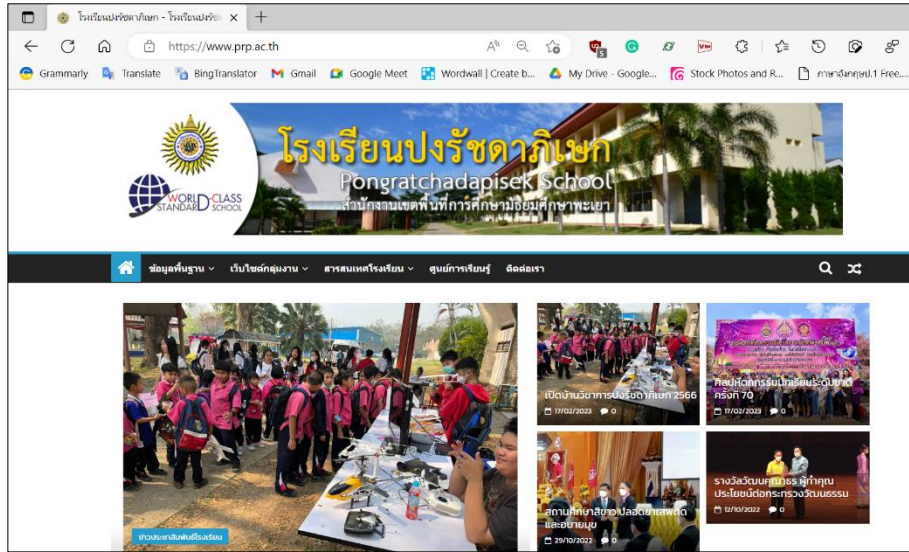 โรงเรียนปงรัชดาภิเษก - โรงเรียนปงรัช
https://www.prp.ac.th
Grammarly Translate BingTranslator Gmail Google Meet Wordwall | Create b... My Drive - Google... Stock Photos and R... ภาษาอังกฤษป.1 Free....
โรงเรียนปงรัชดาภิเษก
Pongratchadapisek School
สำนักงานเขตพื้นที่การศึกษามัธยมศึกษาพะเยา
WORLD-CLASS
STANDARD SCHOOL
ข้อมูลพื้นฐาน เว็บไซต์กลุ่มงาน สารสนเทศโรงเรียน ศูนย์การเรียนรู้ ติดต่อเรา
ข่าวประชาสัมพันธ์โรงเรียน
เปิดบ้านวิชาการปงรัชดาภิเษก 2566
17/02/2023 0
ศิลปหัตถกรรมนักเรียนระดับชาติ
ครั้งที่ 70
17/02/2023 0
สถานศึกษาสีขาว ปลอดยาเสพติด
และอบายมุข
29/10/2022 0
รางวัลวัฒนคุณาธร ผู้ทำคุณ
ประโยชน์ต่อกระทรวงวัฒนธรรม
12/10/2022 0